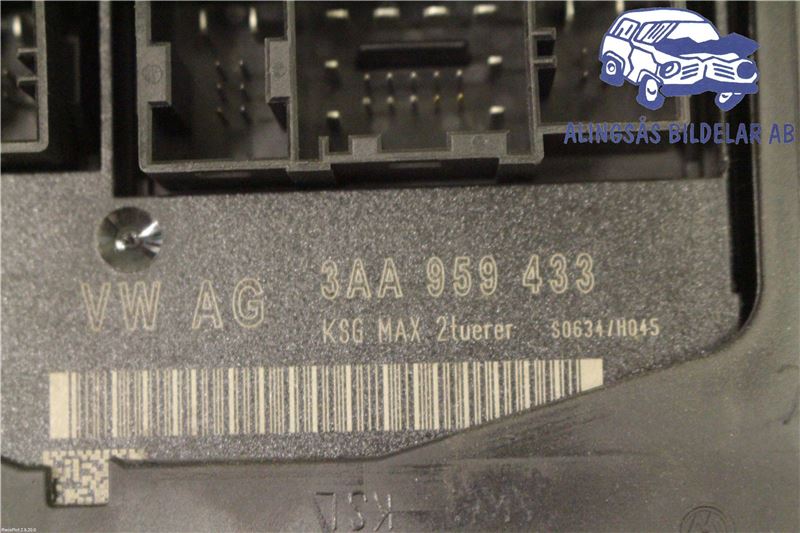 ALINGSÅS BILDELAR AB
VW AG
3AA 959 433
KSG MAX 2tuerer
S0634/H045